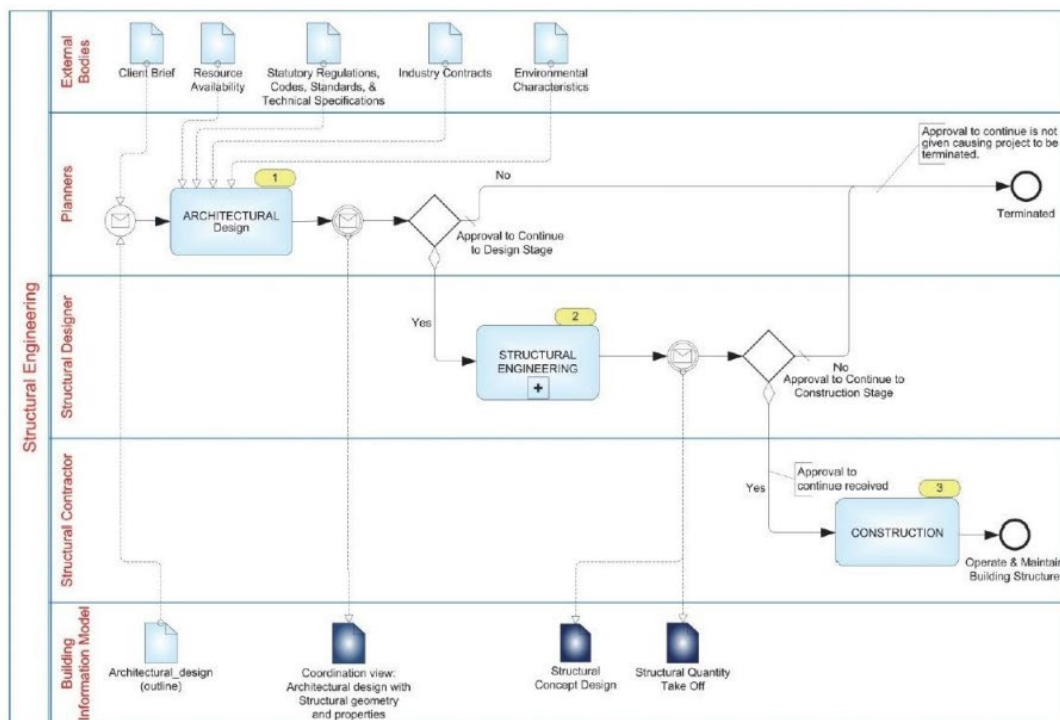 Structural Engineering
External
Bodies
Client Brief
Resource
Availability
Statutory Regulations,
Codes, Standards, &
Technical Specifications
Industry Contracts
Environmental
Characteristics
Planners
1
ARCHITECTURAL
Design
Approval to Continue
to Design Stage
No
Approval to continue is not
given causing project to be
terminated.
Terminated
Structural Designer
Yes
2
STRUCTURAL
ENGINEERING
No
Approval to Continue to
Construction Stage
Structural Contractor
Yes
Approval to
continue received
3
CONSTRUCTION
Operate & Maintain
Building Structure
Building
Information Model
Architectural_design
(outline)
Coordination view:
Architectural design with
Structural geometry
and properties
Structural
Concept Design
Structural Quantity
Take Off